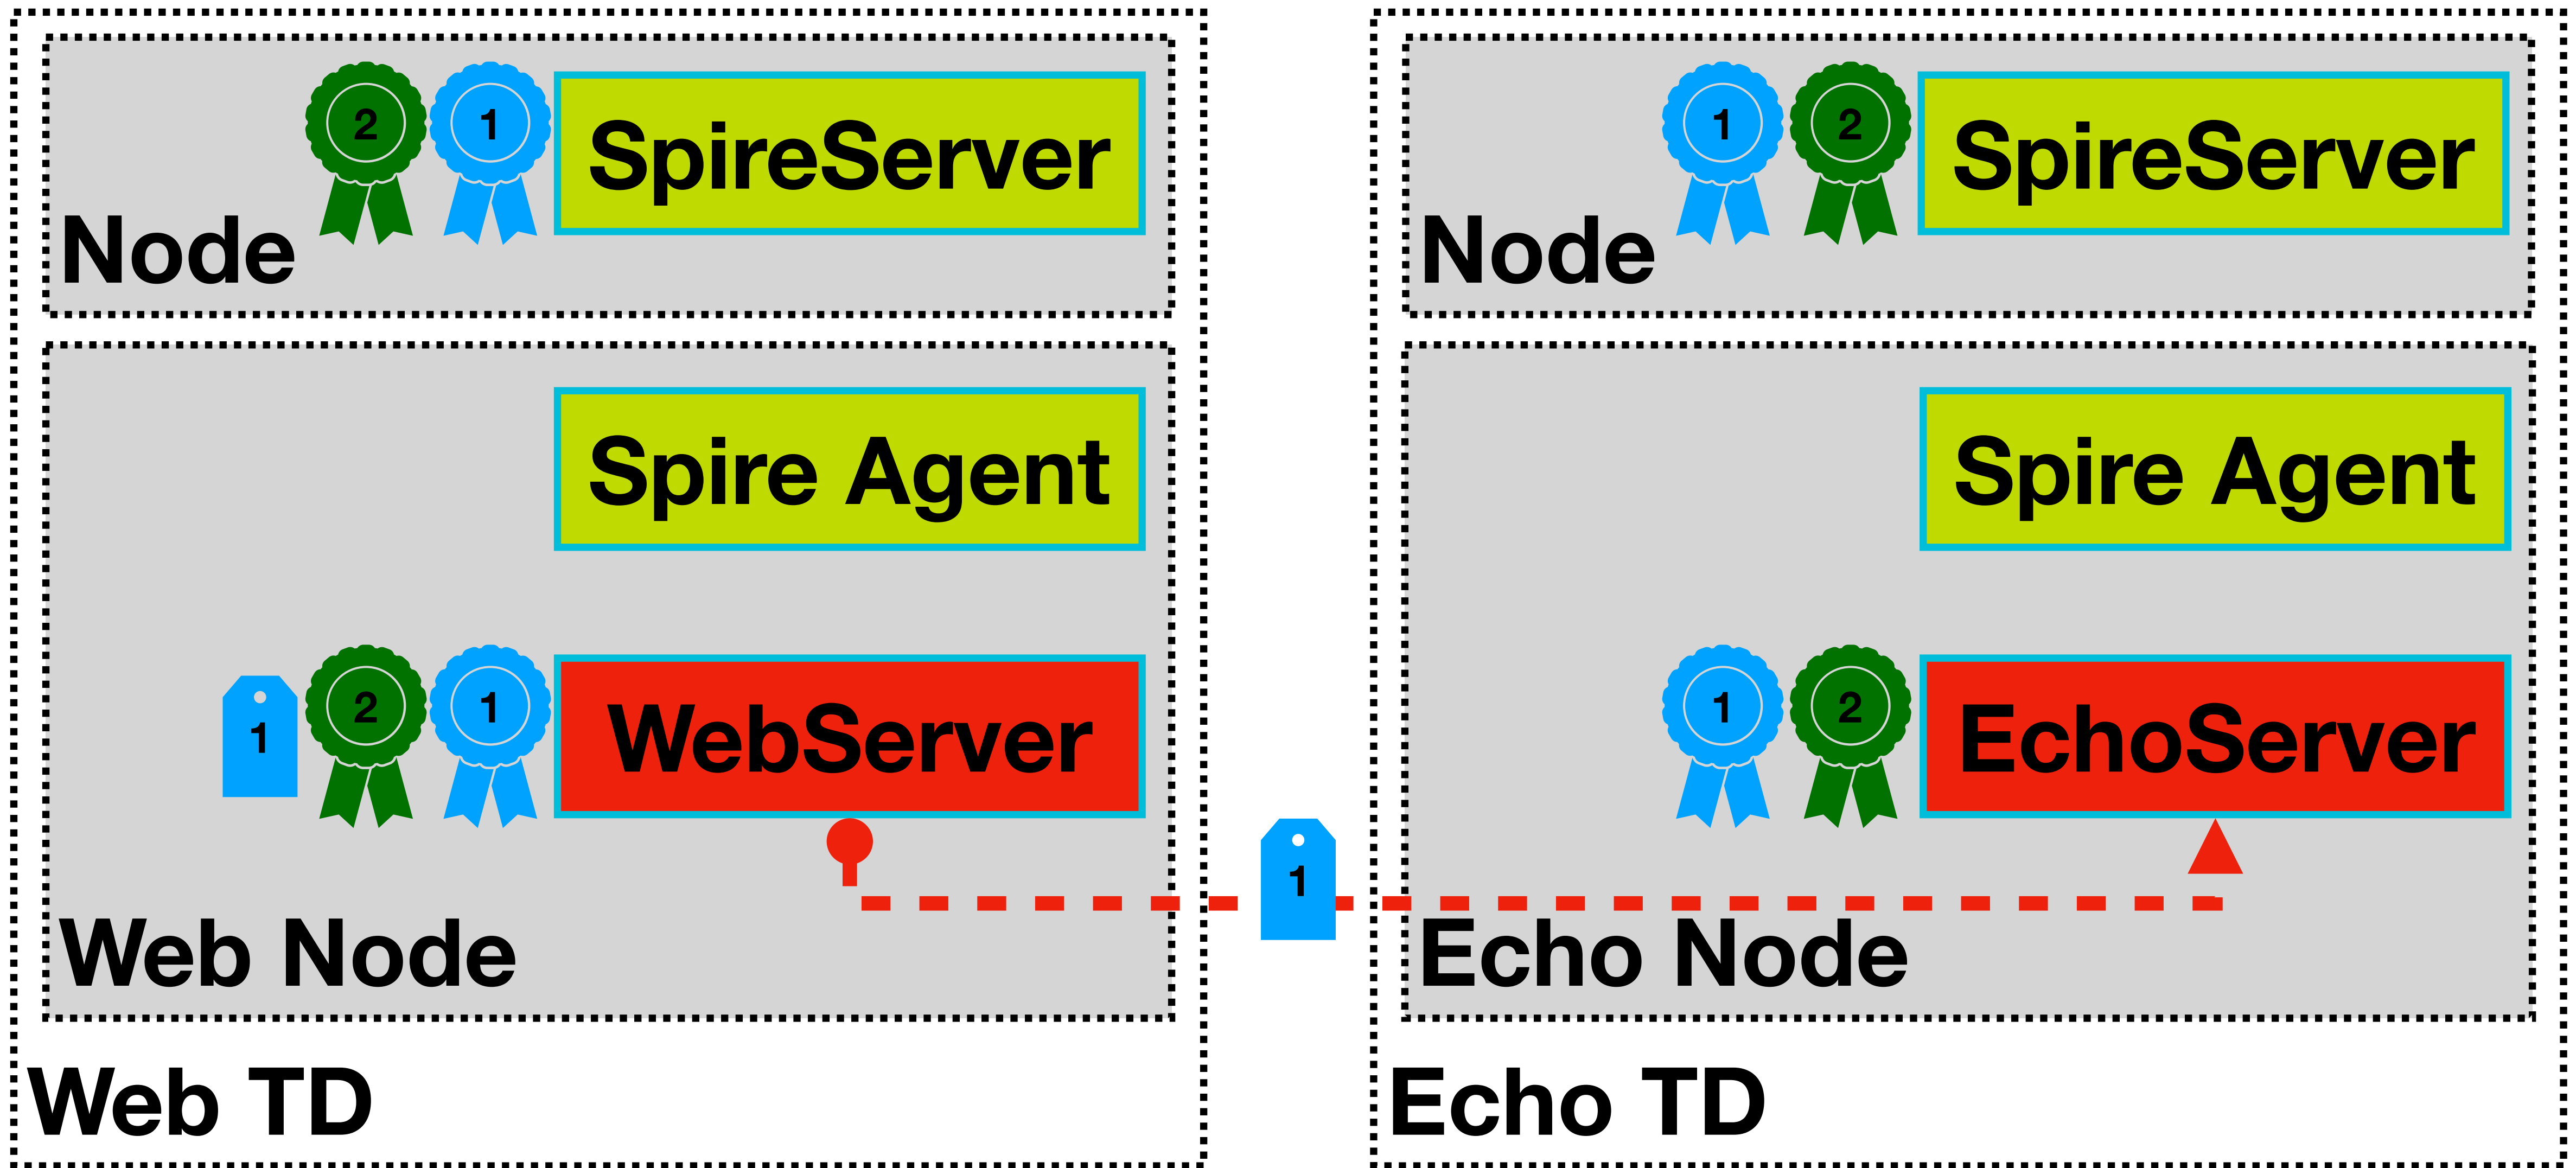 2 1 SpireServer
Node
Spire Agent
1 2 1 WebServer
Web Node
Web TD
1
1 2 SpireServer
Node
Spire Agent
1 2 EchoServer
Echo Node
Echo TD